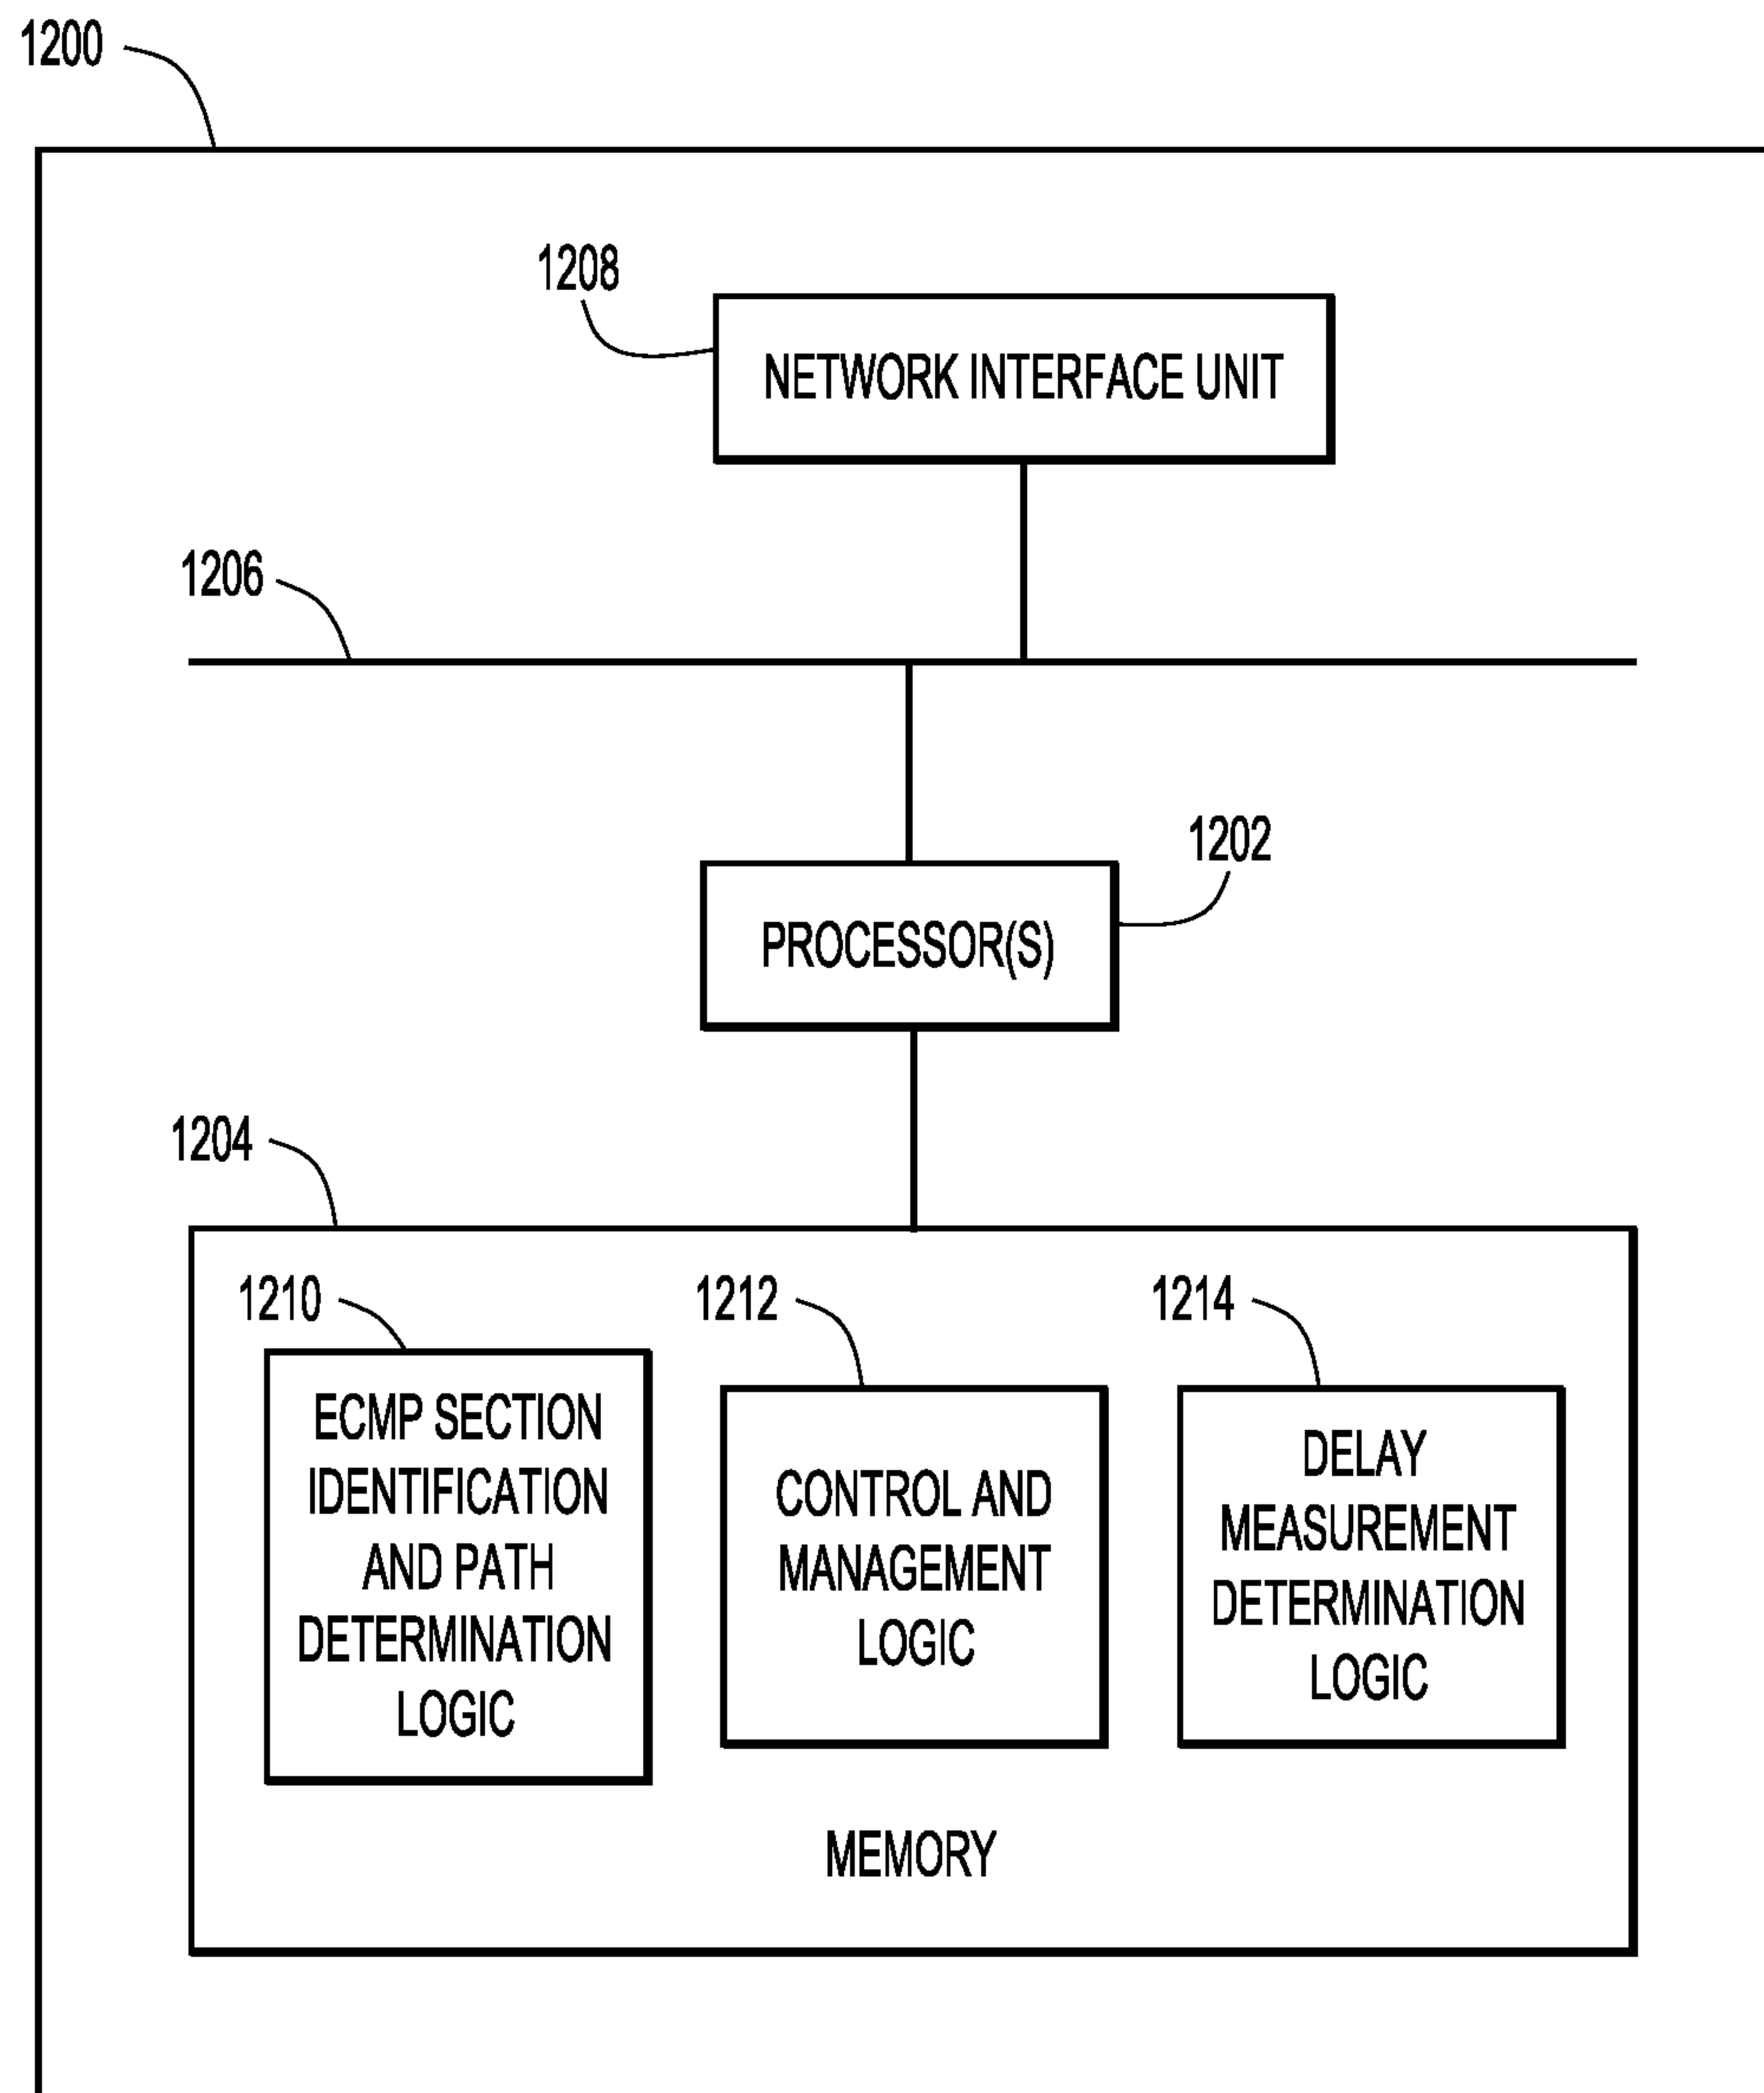 1200
1208
NETWORK INTERFACE UNIT
1206
1202
PROCESSOR(S)
1204
1210
ECMP SECTION
IDENTIFICATION
AND PATH
DETERMINATION
LOGIC
1212
CONTROL AND
MANAGEMENT
LOGIC
1214
DELAY
MEASUREMENT
DETERMINATION
LOGIC
MEMORY